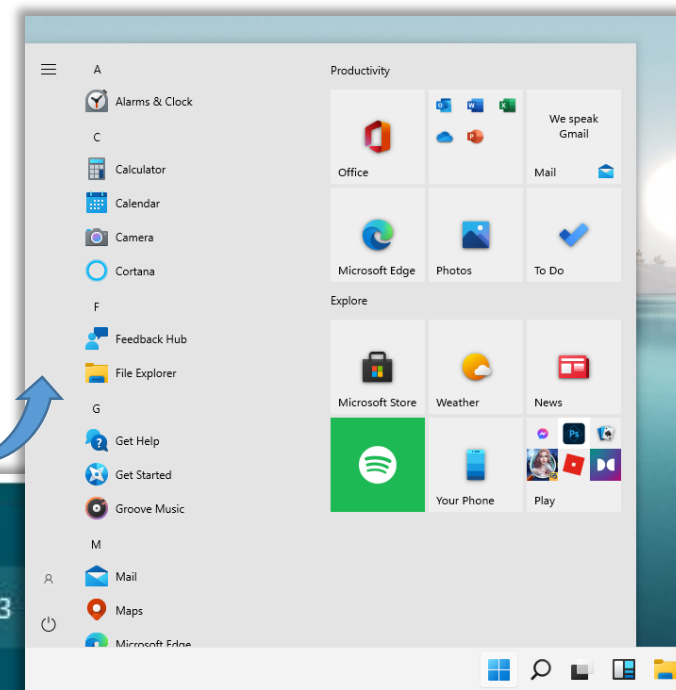 A
Alarms & Clock
C
Calculator
Calendar
Camera
Cortana
F
Feedback Hub
File Explorer
G
Get Help
Get Started
Groove Music
M
Mail
Maps
Microsoft Edge
Productivity
We speak
Gmail
Office
Mail
Microsoft Edge
Photos
To Do
Explore
Microsoft Store
Weather
News
Ps
Your Phone
Play
3